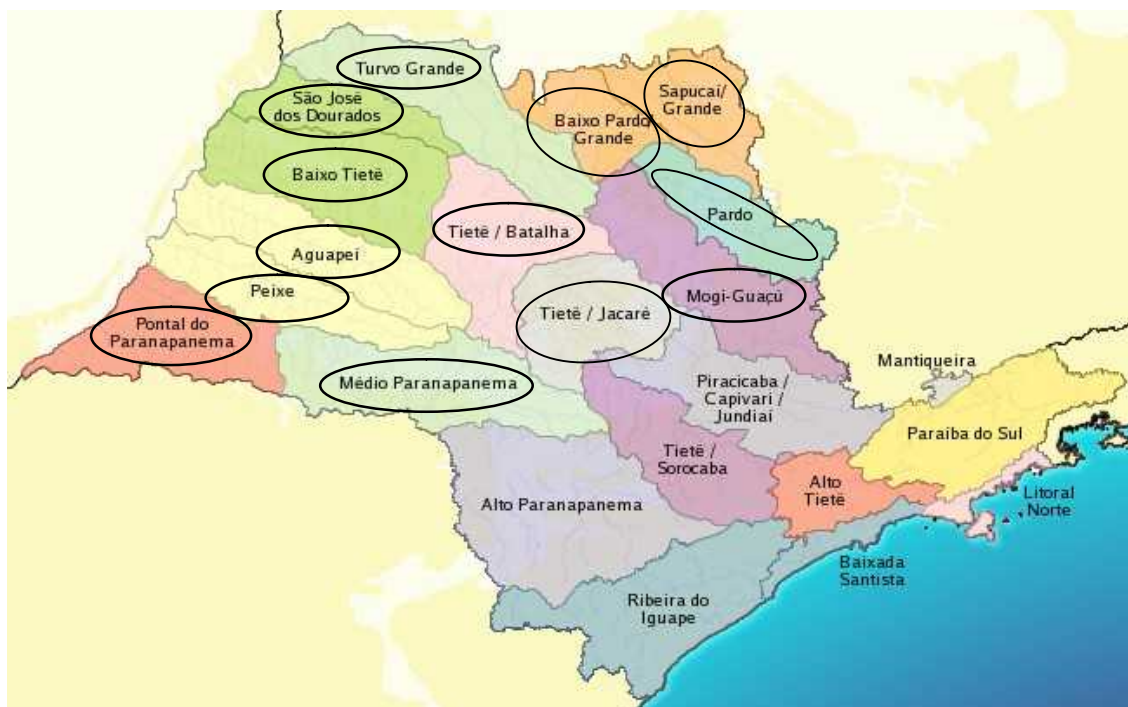 Turvo Grande
São José
dos Dourados
Baixo Pardo/
Grande
Sapucaí/
Grande
Baixo Tietê
Pardo
Tietê / Batalha
Aguapeí
Peixe
Mogi-Guaçú
Tietê / Jacaré
Pontal do
Paranapanema
Médio Paranapanema
Mantiqueira
Piracicaba /
Capivari /
Jundiaí
Paraíba do Sul
Tietê /
Sorocaba
Alto
Tietê
Litoral
Norte
Alto Paranapanema
Baixada
Santista
Ribeira do
Iguape